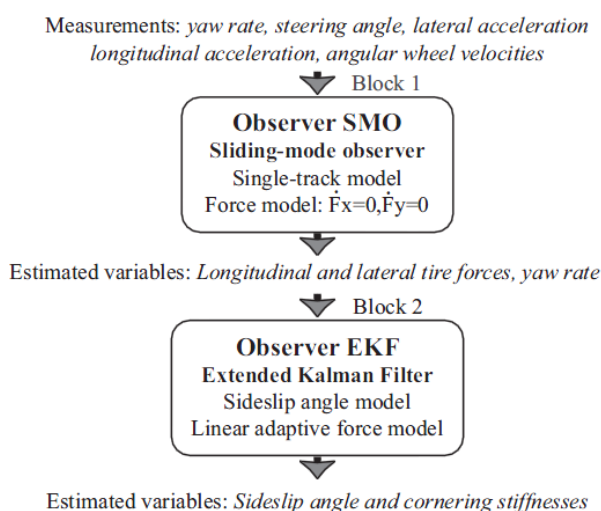 Measurements: yaw rate, steering angle, lateral acceleration
longitudinal acceleration, angular wheel velocities
Block 1
Observer SMO
Sliding-mode observer
Single-track model
Force model: Ḟx=0,Ḟy=0
Estimated variables: Longitudinal and lateral tire forces, yaw rate
Block 2
Observer EKF
Extended Kalman Filter
Sideslip angle model
Linear adaptive force model
Estimated variables: Sideslip angle and cornering stiffnesses